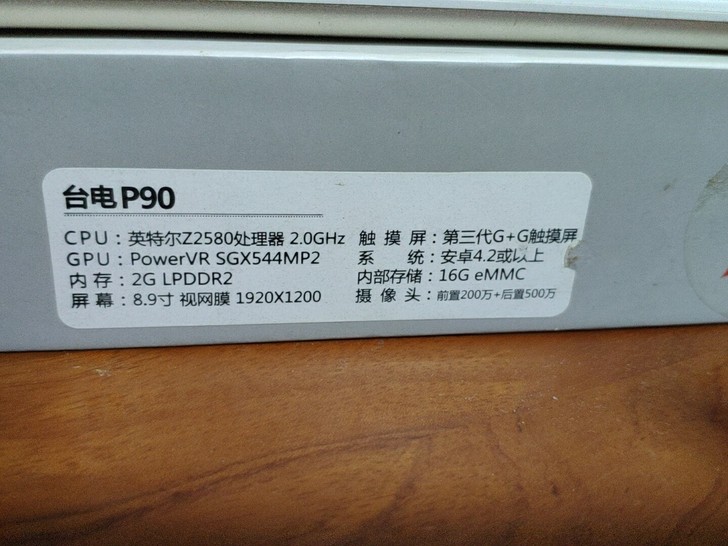 台电P90
CPU：英特尔Z2580处理器 2.0GHz
GPU：PowerVR SGX544MP2
内存：2G LPDDR2
屏幕：8.9寸 视网膜 1920X1200
触摸屏：第三代G+G触摸屏
系统：安卓4.2或以上
内部存储：16G eMMC
摄像头：前置200万+后置500万